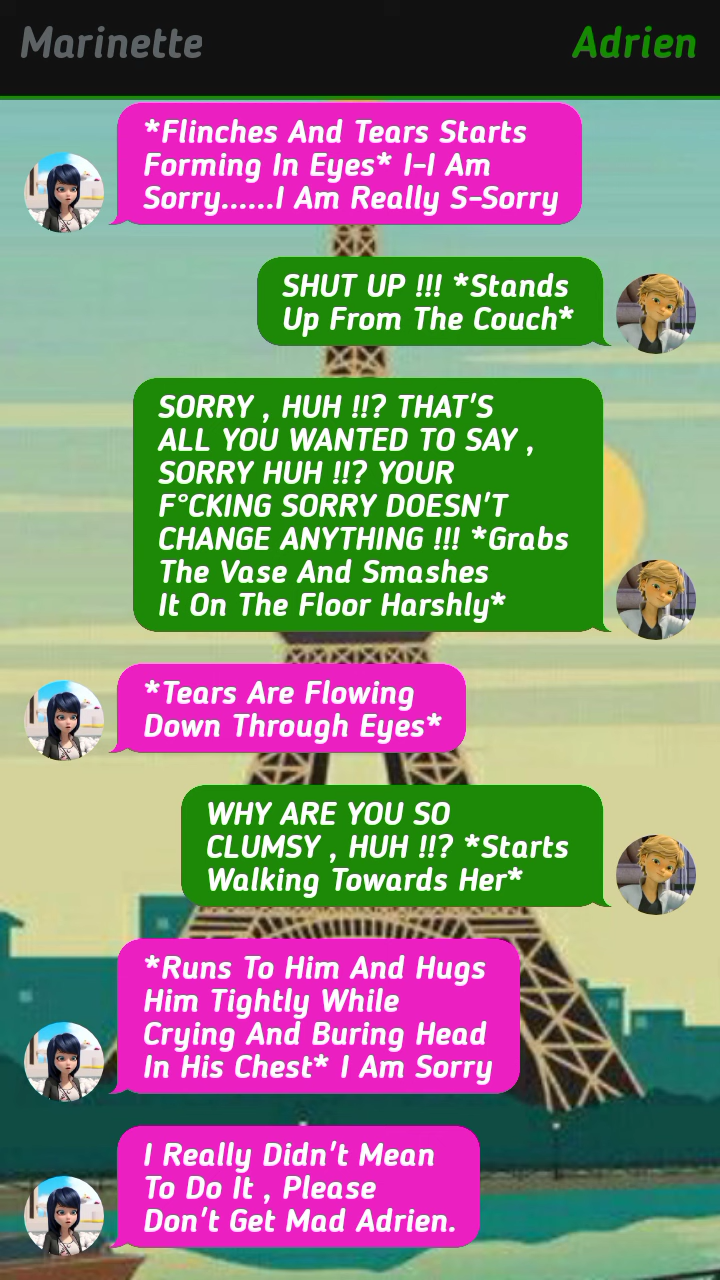 Marinette
Adrien
*Flinches And Tears Starts
Forming In Eyes* I-I Am
Sorry......I Am Really S-Sorry
SHUT UP !!! *Stands
Up From The Couch*
SORRY , HUH !!? THAT'S
ALL YOU WANTED TO SAY ,
SORRY HUH !!? YOUR
F°CKING SORRY DOESN'T
CHANGE ANYTHING !!! *Grabs
The Vase And Smashes
It On The Floor Harshly*
*Tears Are Flowing
Down Through Eyes*
WHY ARE YOU SO
CLUMSY , HUH !!? *Starts
Walking Towards Her*
*Runs To Him And Hugs
Him Tightly While
Crying And Buring Head
In His Chest* I Am Sorry
I Really Didn't Mean
To Do It , Please
Don't Get Mad Adrien.